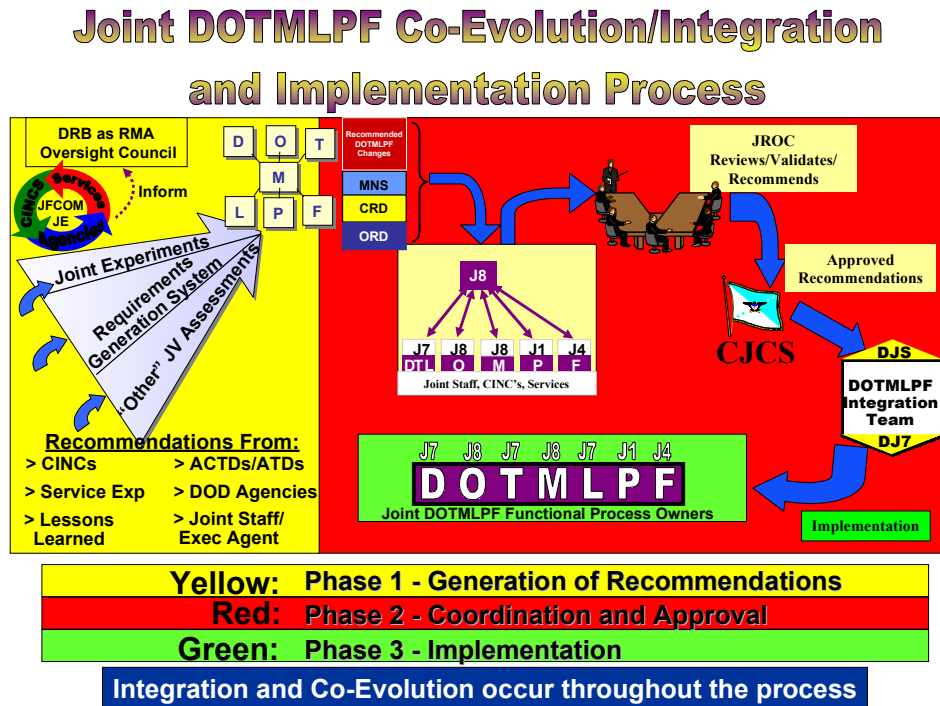 Joint DOTMLPF Co-Evolution/Integration
and Implementation Process
DRB as RMA
Oversight Council
CINCS
Services
Agencies
JFCOM
JE
Inform
D
O
T
M
L
P
F
Joint Experiments
Requirements
Generation System
"Other" JV Assessments
Recommendations From:
> CINCs
> Service Exp
> Lessons
Learned
> ACTDs/ATDs
> DOD Agencies
> Joint Staff/
Exec Agent
Recommended
DOTMLPF
Changes
MNS
CRD
ORD
J8
J7 J8 J8 J1 J4
DTL O M P F
Joint Staff, CINC's, Services
JROC
Reviews/Validates/
Recommends
Approved
Recommendations
CJCS
DJS
DOTMLPF
Integration
Team
DJ7
J7 J8 J7 J8 J7 J1 J4
D O T M L P F
Joint DOTMLPF Functional Process Owners
Implementation
Yellow: Phase 1 - Generation of Recommendations
Red: Phase 2 - Coordination and Approval
Green: Phase 3 - Implementation
Integration and Co-Evolution occur throughout the process